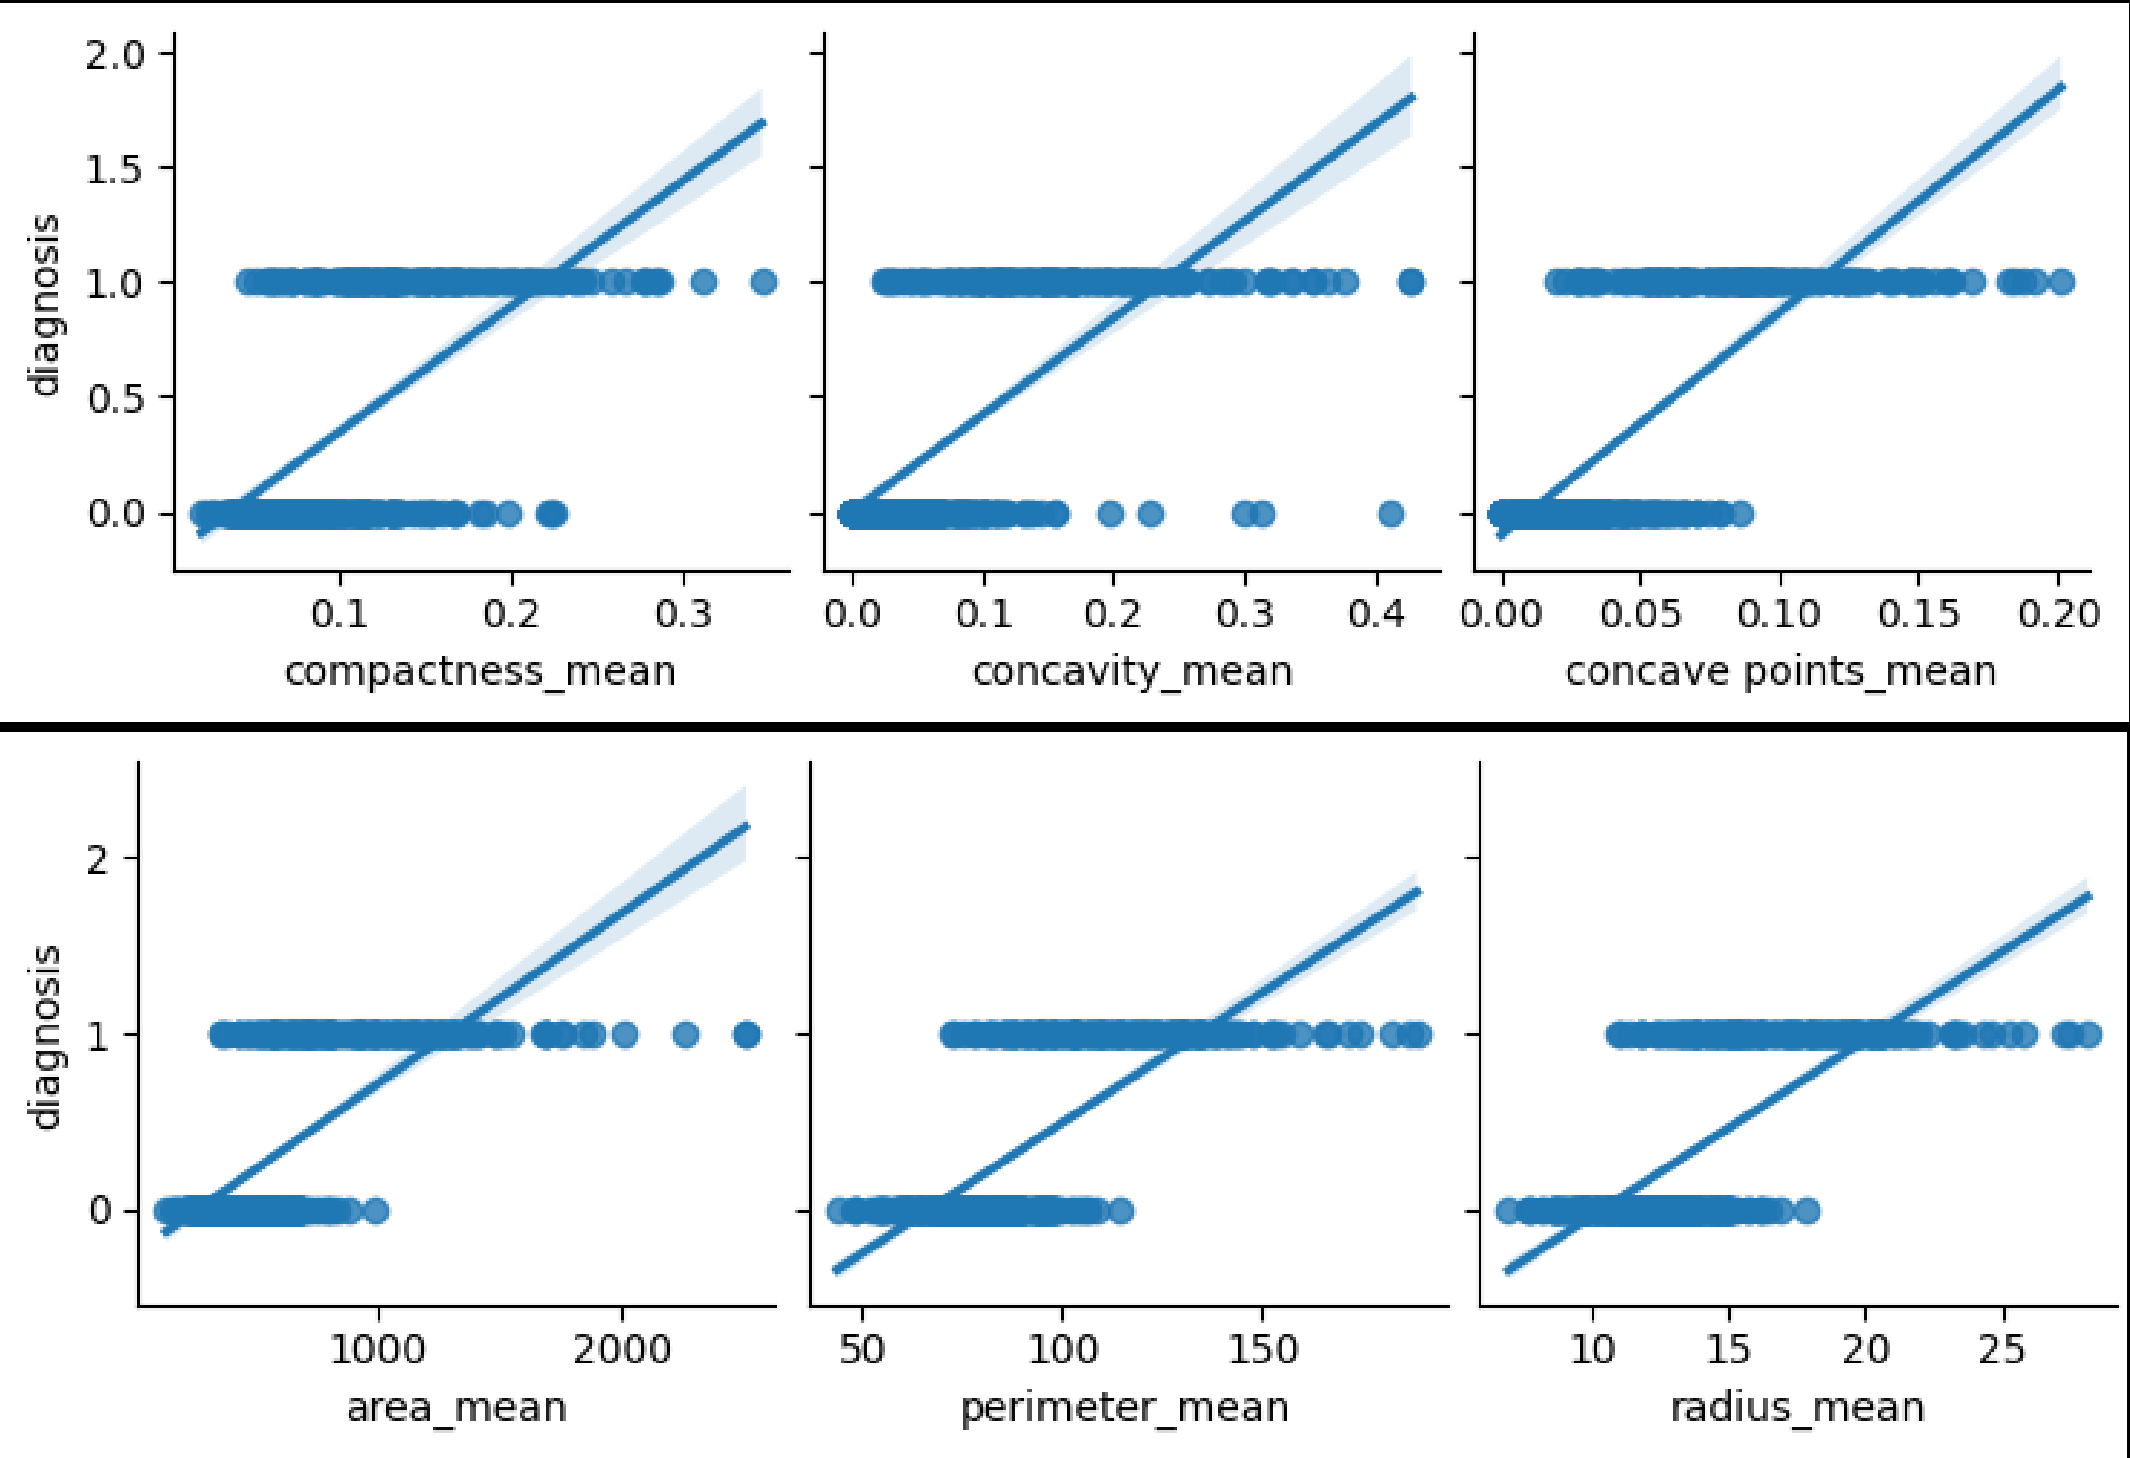 2.0
1.5
1.0
0.5
0.0
diagnosis
0.1 0.2 0.3
0.0 0.1 0.2 0.3 0.4
0.00 0.05 0.10 0.15 0.20
compactness_mean
concavity_mean
concave points_mean
2
1
0
diagnosis
1000 2000
50 100 150
10 15 20 25
area_mean
perimeter_mean
radius_mean